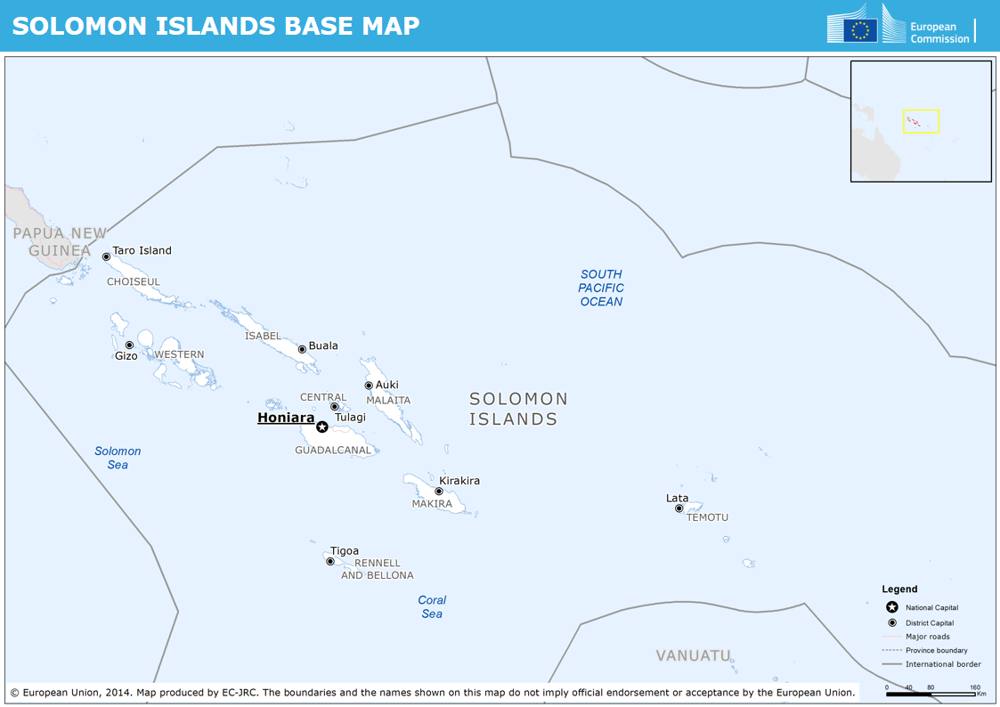 SOLOMON ISLANDS BASE MAP
European
Commission
PAPUA NEW
GUINEA
Taro Island
CHOISEUL
SOUTH
PACIFIC
OCEAN
ISABEL
Buala
Gizo
WESTERN
Auki
MALAITA
CENTRAL
Tulagi
Honiara
SOLOMON
ISLANDS
GUADALCANAL
Solomon
Sea
Kirakira
MAKIRA
Lata
TEMOTU
Tigoa
RENNELL
AND BELLONA
Coral
Sea
VANUATU
Legend
National Capital
District Capital
Major roads
Province boundary
International border
0 40 80 160
Km
© European Union, 2014. Map produced by EC-JRC. The boundaries and the names shown on this map do not imply official endorsement or acceptance by the European Union.